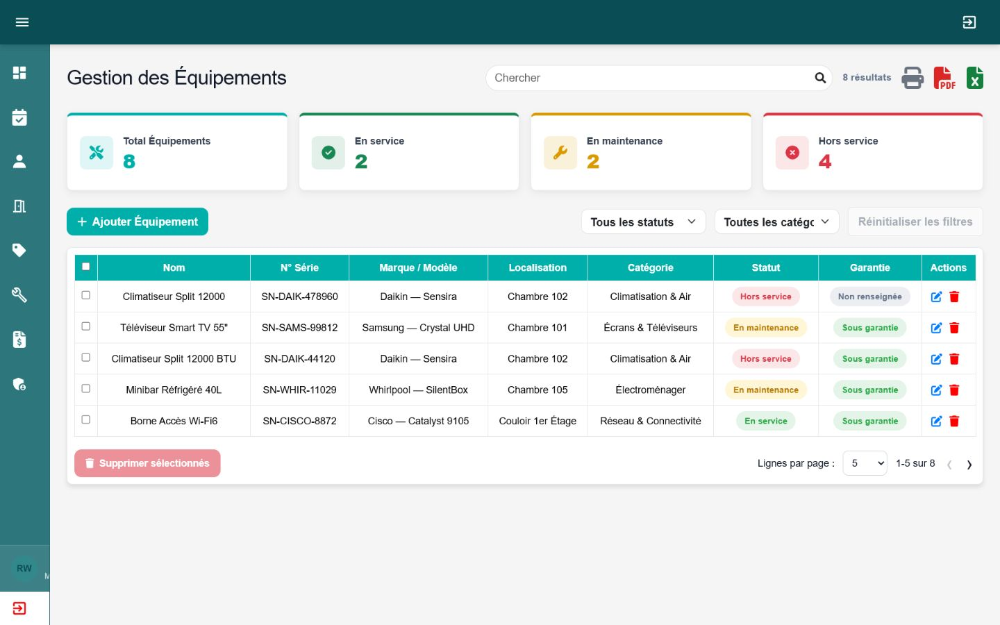 Gestion des Équipements
Chercher
8 résultats
PDF
X
Total Équipements
8
En service
2
En maintenance
2
Hors service
4
+ Ajouter Équipement
Tous les statuts
Toutes les catégo
Réinitialiser les filtres
Nom N° Série Marque / Modèle Localisation Catégorie Statut Garantie Actions
Climatiseur Split 12000 SN-DAIK-478960 Daikin — Sensira Chambre 102 Climatisation & Air Hors service Non renseignée
Téléviseur Smart TV 55" SN-SAMS-99812 Samsung — Crystal UHD Chambre 101 Écrans & Téléviseurs En maintenance Sous garantie
Climatiseur Split 12000 BTU SN-DAIK-44120 Daikin — Sensira Chambre 102 Climatisation & Air Hors service Sous garantie
Minibar Réfrigéré 40L SN-WHIR-11029 Whirlpool — SilentBox Chambre 105 Électroménager En maintenance Sous garantie
Borne Accès Wi-Fi6 SN-CISCO-8872 Cisco — Catalyst 9105 Couloir 1er Étage Réseau & Connectivité En service Sous garantie
Supprimer sélectionnés
Lignes par page : 5 1-5 sur 8
RW
M